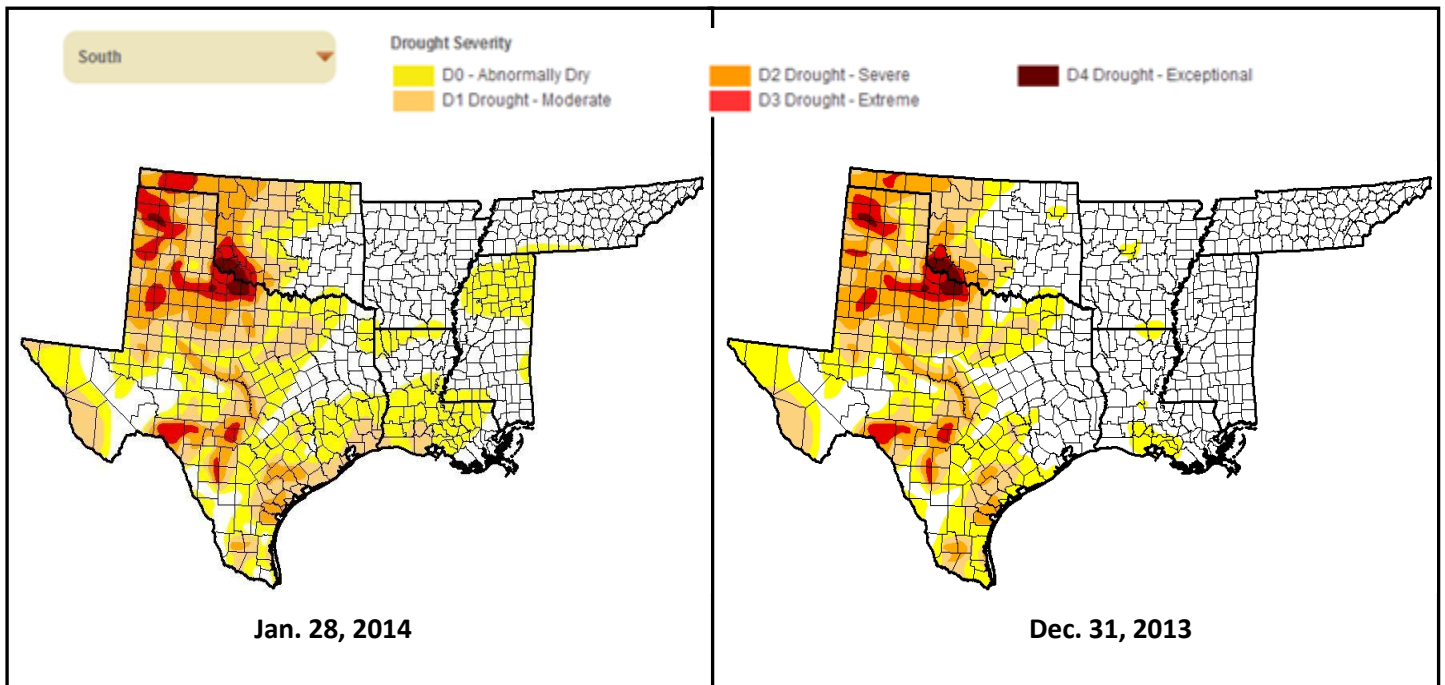 South
Drought Severity
D0 - Abnormally Dry
D2 Drought - Severe
D4 Drought - Exceptional
D1 Drought - Moderate
D3 Drought - Extreme
Jan. 28, 2014
Dec. 31, 2013